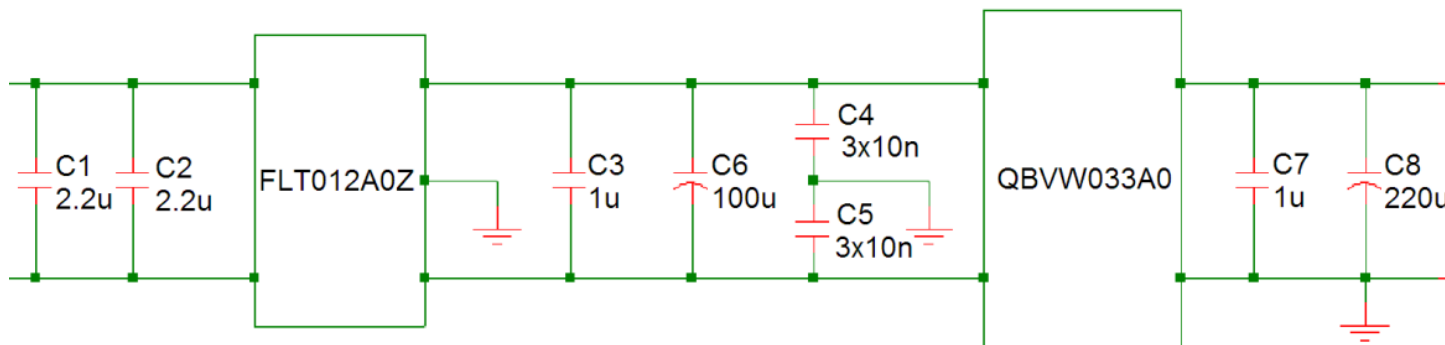 C1
2.2u
C2
2.2u
FLT012A0Z
C3
1u
C6
100u
C4
3x10n
C5
3x10n
QBVW033A0
C7
1u
C8
220u